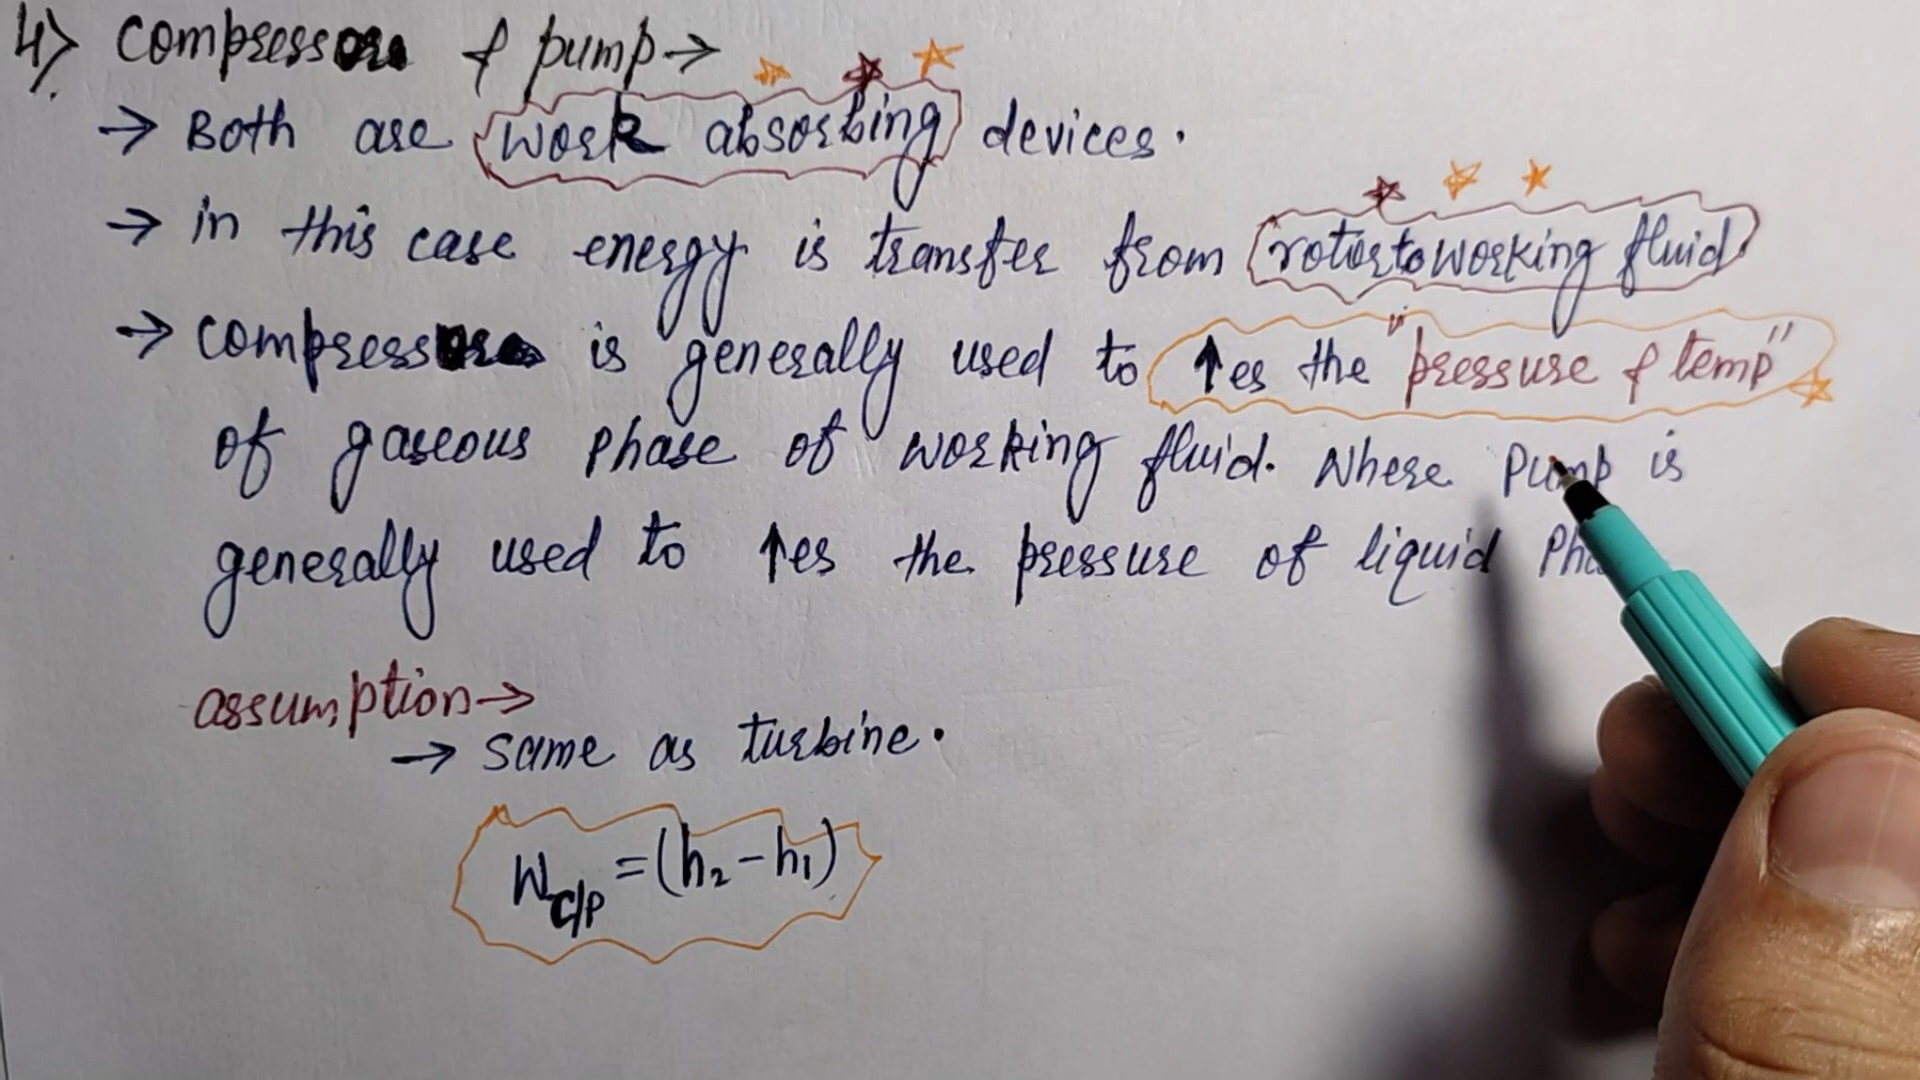 4) Compressor & pump→
→ Both are work absorbing devices.
→ in this case energy is transfer from rotor to working fluid
→ compressor is generally used to ↑es the "pressure & temp"
of gaseous phase of working fluid. Where Pump is
generally used to ↑es the pressure of liquid
assumption→
→ same as turbine.
W_C/P = (h₂ - h₁)